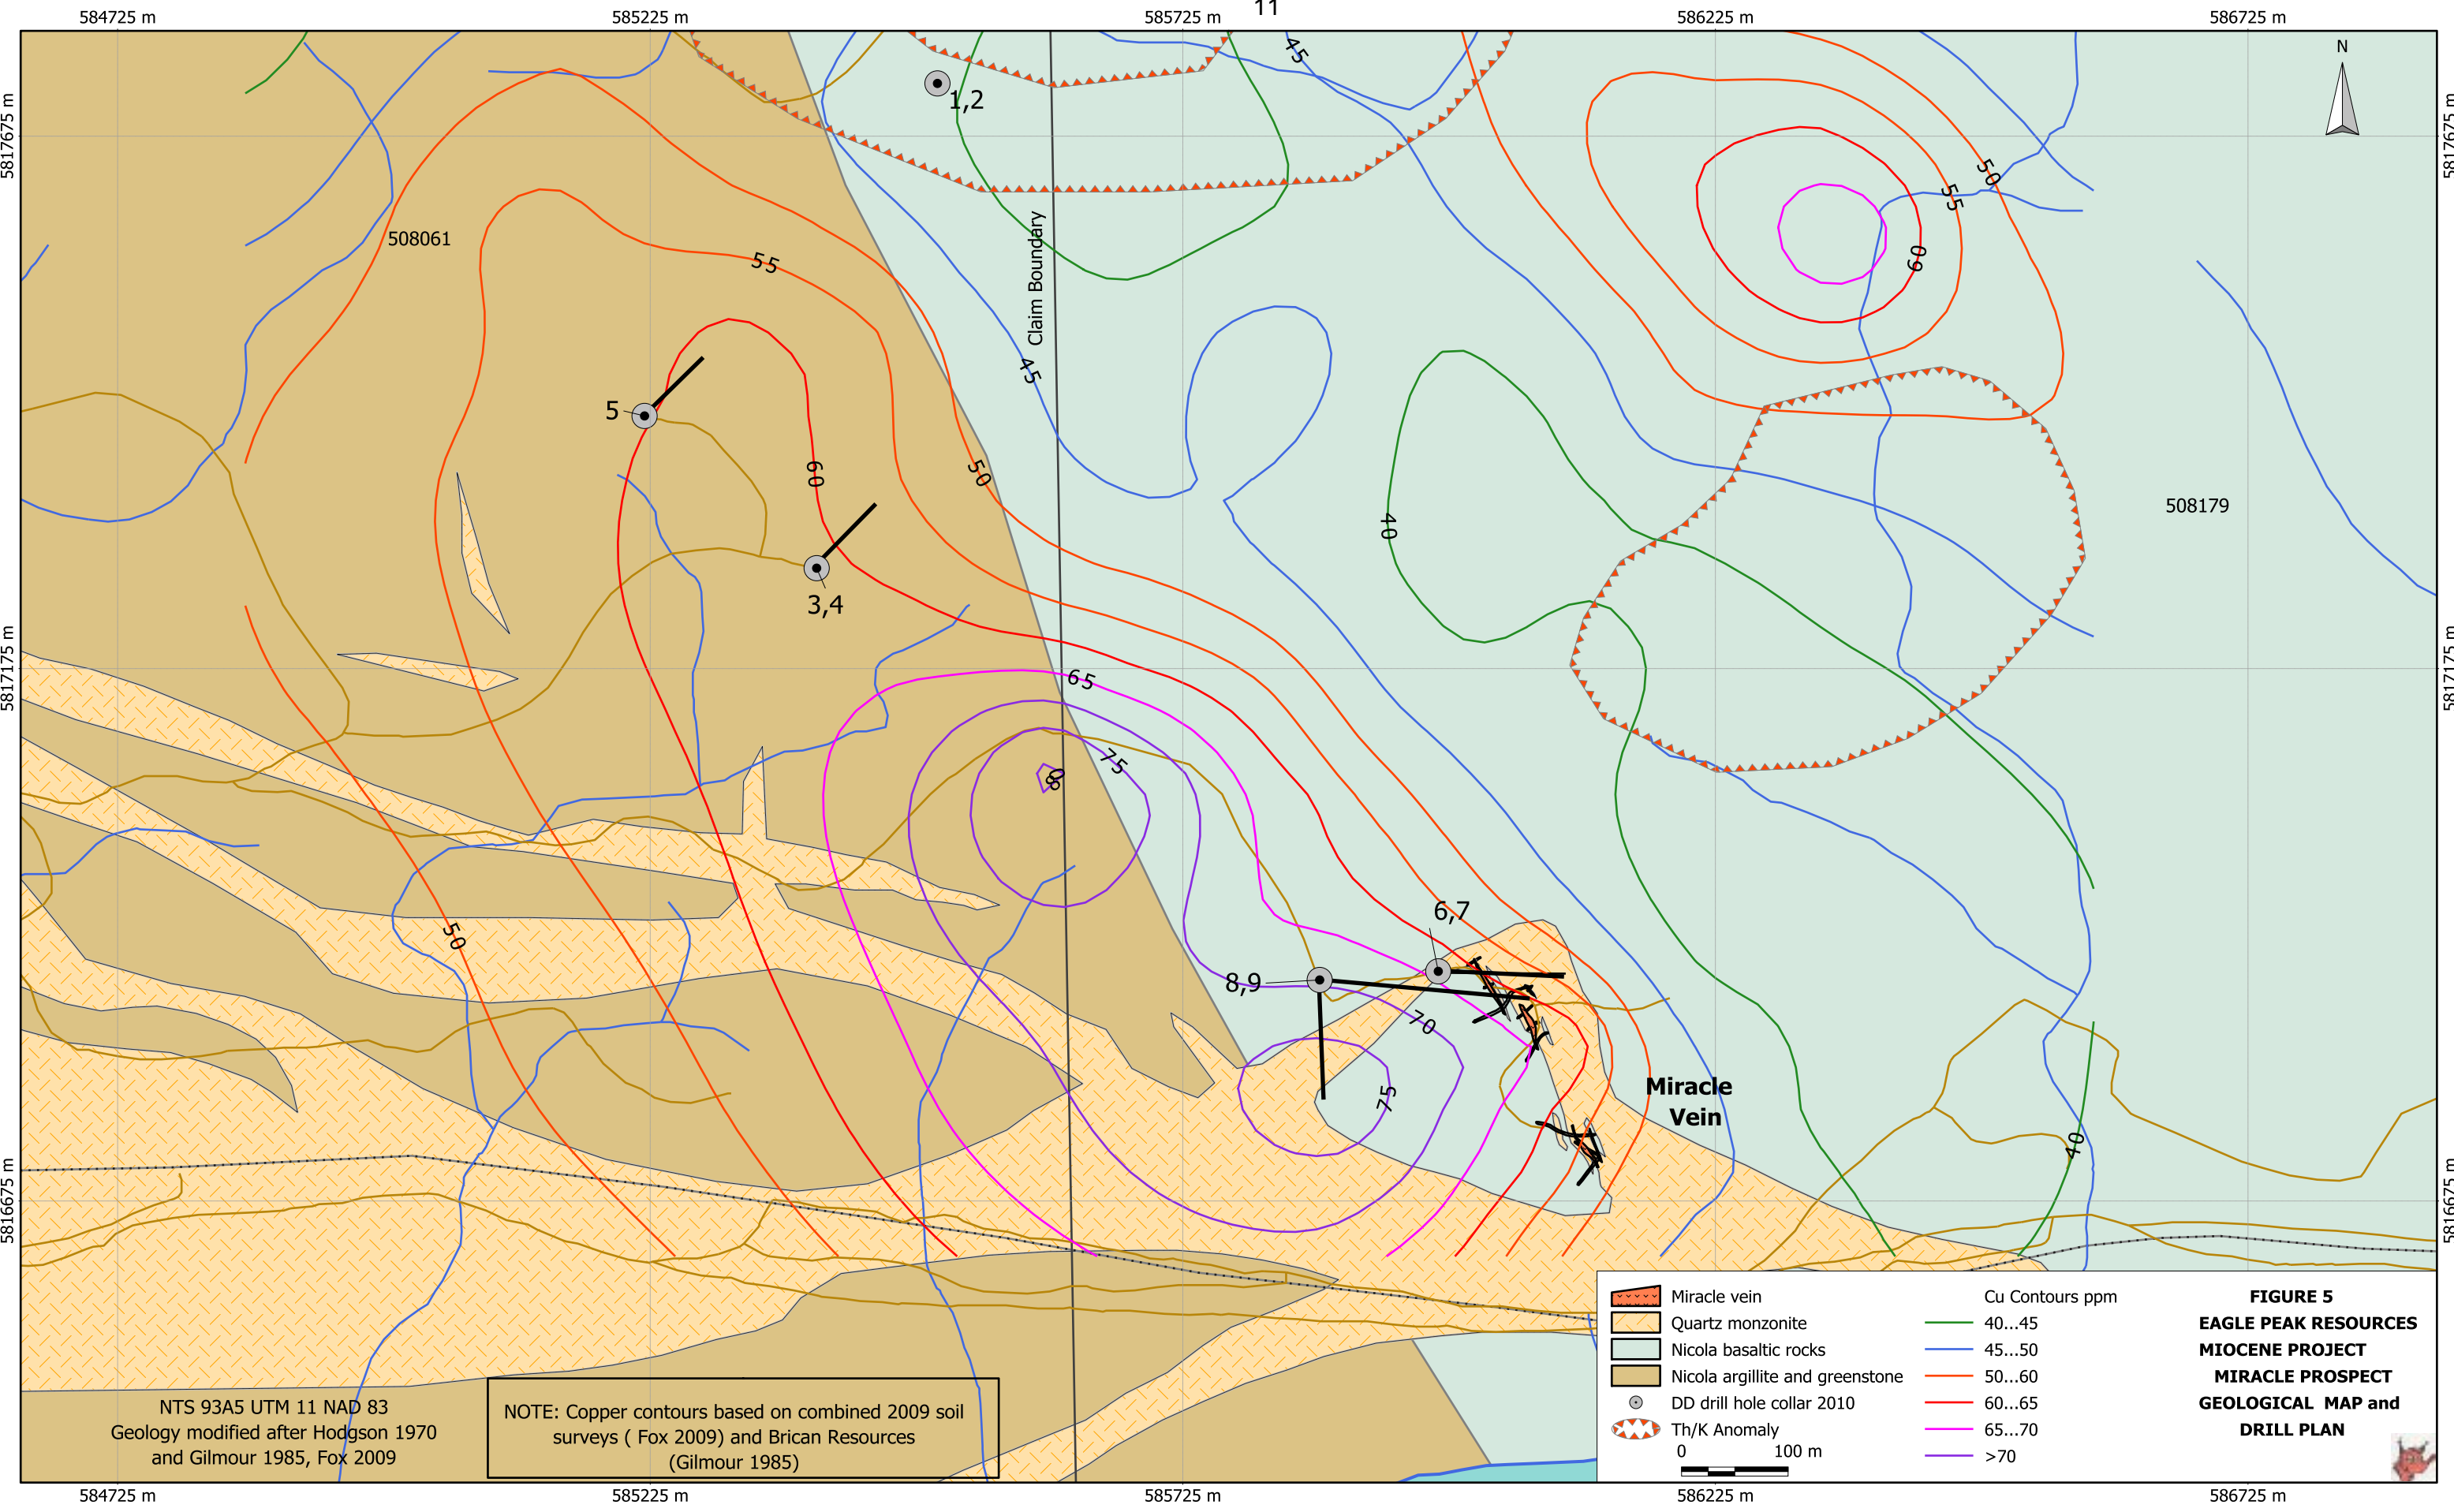 11
584725 m
585225 m
585725 m
586225 m
586725 m
5817675 m
5817675 m
N
45
1,2
50
55
508061
Claim Boundary
55
60
45
5
60
50
40
508179
3,4
5817175 m
5817175 m
65
75
80
6,7
50
8,9
70
75
Miracle
Vein
40
5816675 m
5816675 m
Miracle vein
Quartz monzonite
Nicola basaltic rocks
Nicola argillite and greenstone
DD drill hole collar 2010
Th/K Anomaly
0 100 m
Cu Contours ppm
40...45
45...50
50...60
60...65
65...70
>70
FIGURE 5
EAGLE PEAK RESOURCES
MIOCENE PROJECT
MIRACLE PROSPECT
GEOLOGICAL MAP and
DRILL PLAN
NTS 93A5 UTM 11 NAD 83
Geology modified after Hodgson 1970
and Gilmour 1985, Fox 2009
NOTE: Copper contours based on combined 2009 soil
surveys ( Fox 2009) and Brican Resources
(Gilmour 1985)
584725 m
585225 m
585725 m
586225 m
586725 m